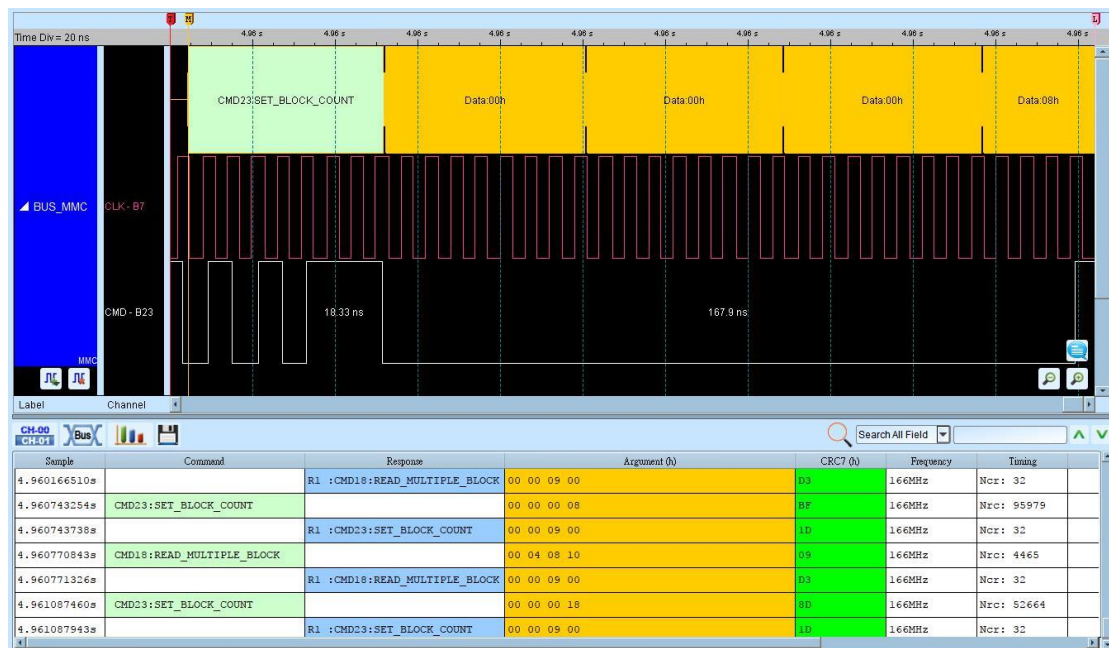 T M L
Time Div = 20 ns 4.96 s 4.96 s 4.96 s 4.96 s 4.96 s 4.96 s 4.96 s 4.96 s 4.96 s 4.96 s 4.96 s
CMD23:SET_BLOCK_COUNT Data:00h Data:00h Data:00h Data:08h
BUS_MMC CLK - B7
CMD - B23 18.33 ns 167.9 ns
MMC
Label Channel
CH-00 Bus Search All Field
CH-01
Sample Command Response Argument (h) CRC7 (h) Frequency Timing
4.960166510s R1 :CMD18:READ_MULTIPLE_BLOCK 00 00 09 00 D3 166MHz Ncr: 32
4.960743254s CMD23:SET_BLOCK_COUNT 00 00 00 08 BF 166MHz Nrc: 95979
4.960743738s R1 :CMD23:SET_BLOCK_COUNT 00 00 09 00 1D 166MHz Ncr: 32
4.960770843s CMD18:READ_MULTIPLE_BLOCK 00 04 08 10 09 166MHz Nrc: 4465
4.960771326s R1 :CMD18:READ_MULTIPLE_BLOCK 00 00 09 00 D3 166MHz Ncr: 32
4.961087460s CMD23:SET_BLOCK_COUNT 00 00 00 18 8D 166MHz Nrc: 52664
4.961087943s R1 :CMD23:SET_BLOCK_COUNT 00 00 09 00 1D 166MHz Ncr: 32